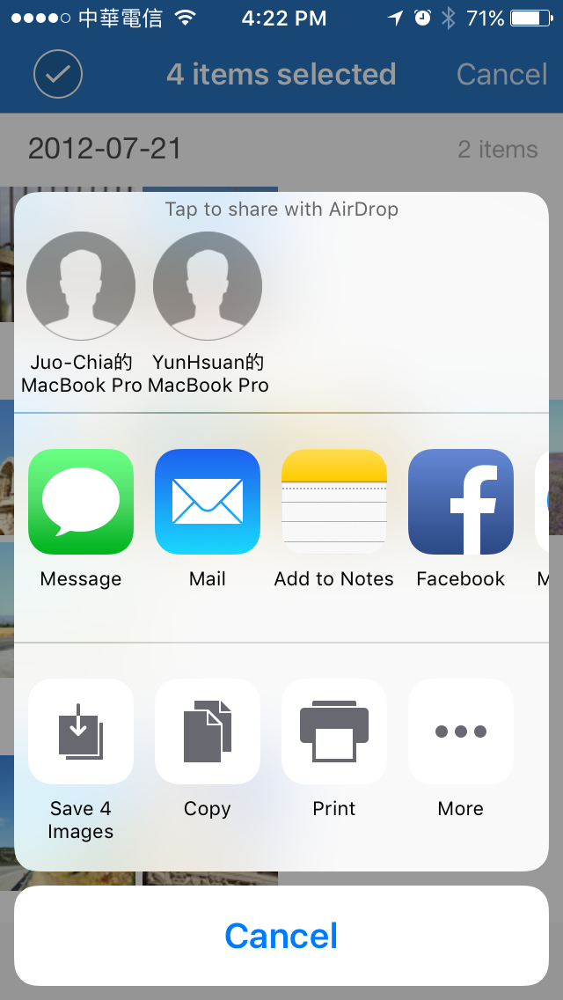 中華電信 4:22 PM 71%
4 items selected Cancel
2012-07-21 2 items
Tap to share with AirDrop
Juo-Chia的 YunHsuan的
MacBook Pro MacBook Pro
Message Mail Add to Notes Facebook M
Save 4 Copy Print More
Images
Cancel